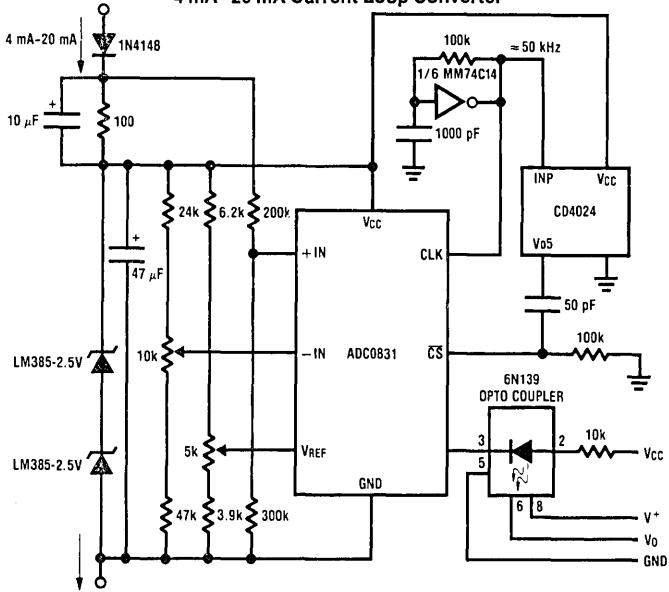 4 mA–20 mA Current Loop Converter
4 mA–20 mA
1N4148
100k
≈ 50 kHz
1/6 MM74C14
10 μF
+
100
1000 pF
INP
VCC
CD4024
VO5
24k
6.2k
200k
VCC
+ IN
CLK
+
47 μF
50 pF
10k
–IN
ADC0831
CS
100k
LM385-2.5V
6N139
OPTO COUPLER
5k
VREF
3
2
10k
VCC
5
LM385-2.5V
GND
6
8
V+
47k
3.9k
300k
VO
GND